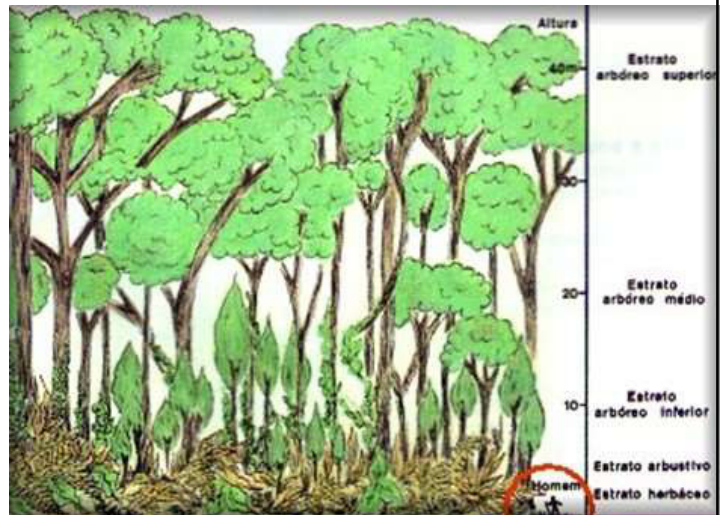 Altura
40m
Estrato
arbóreo superior
30
20
Estrato
arbóreo médio
10
Estrato
arbóreo inferior
Estrato arbustivo
Homem
Estrato herbáceo